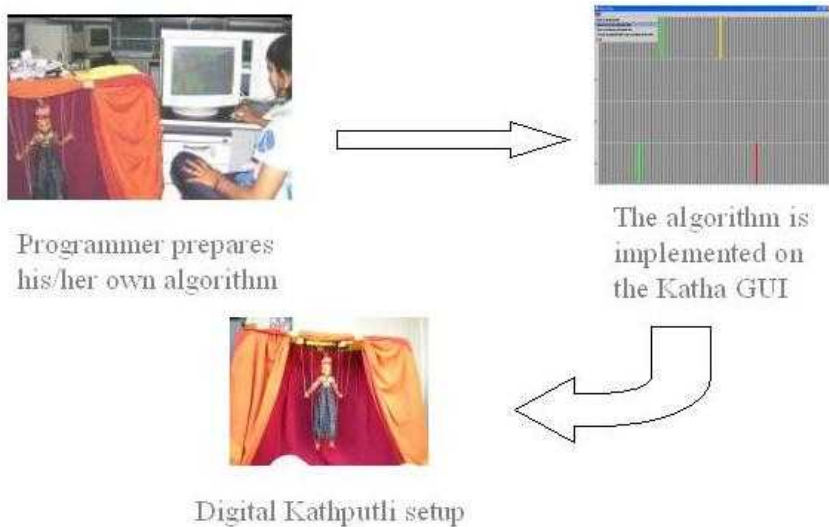 Programmer prepares
his/her own algorithm
The algorithm is
implemented on
the Katha GUI
Digital Kathputli setup